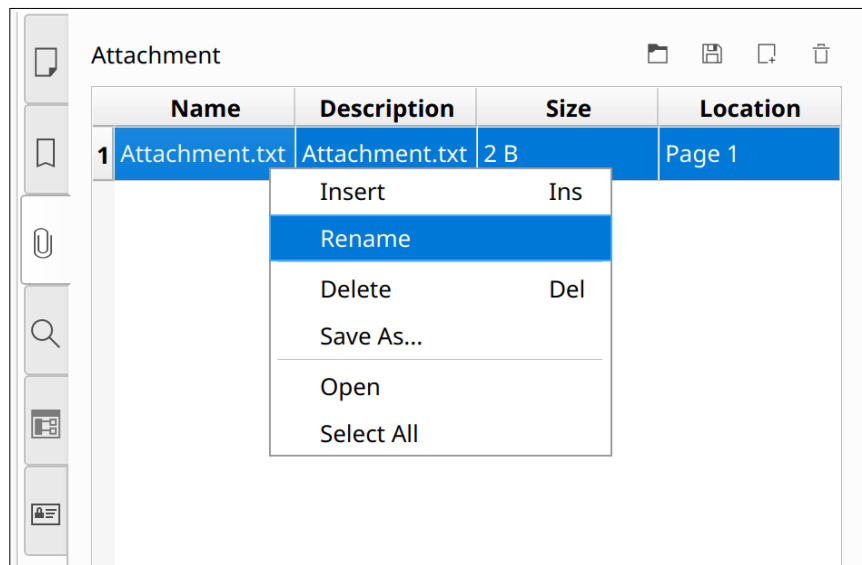 Attachment
Name Description Size Location
1 Attachment.txt Attachment.txt 2 B Page 1
Insert Ins
Rename
Delete Del
Save As...
Open
Select All